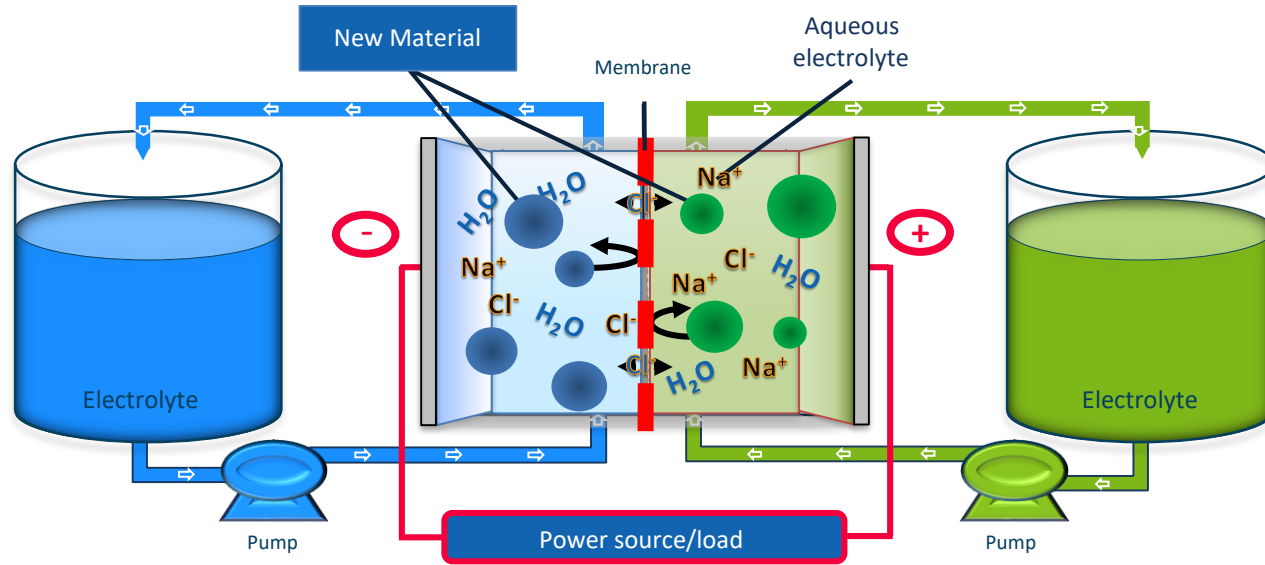 New Material
Aqueous
electrolyte
Membrane
H₂O
H₂O
Cl⁻
Na⁺
-
+
Na⁺
Cl⁻
H₂O
Cl⁻
Na⁺
H₂O
Cl⁻
Cl⁻
H₂O
Na⁺
Electrolyte
Electrolyte
Pump
Power source/load
Pump